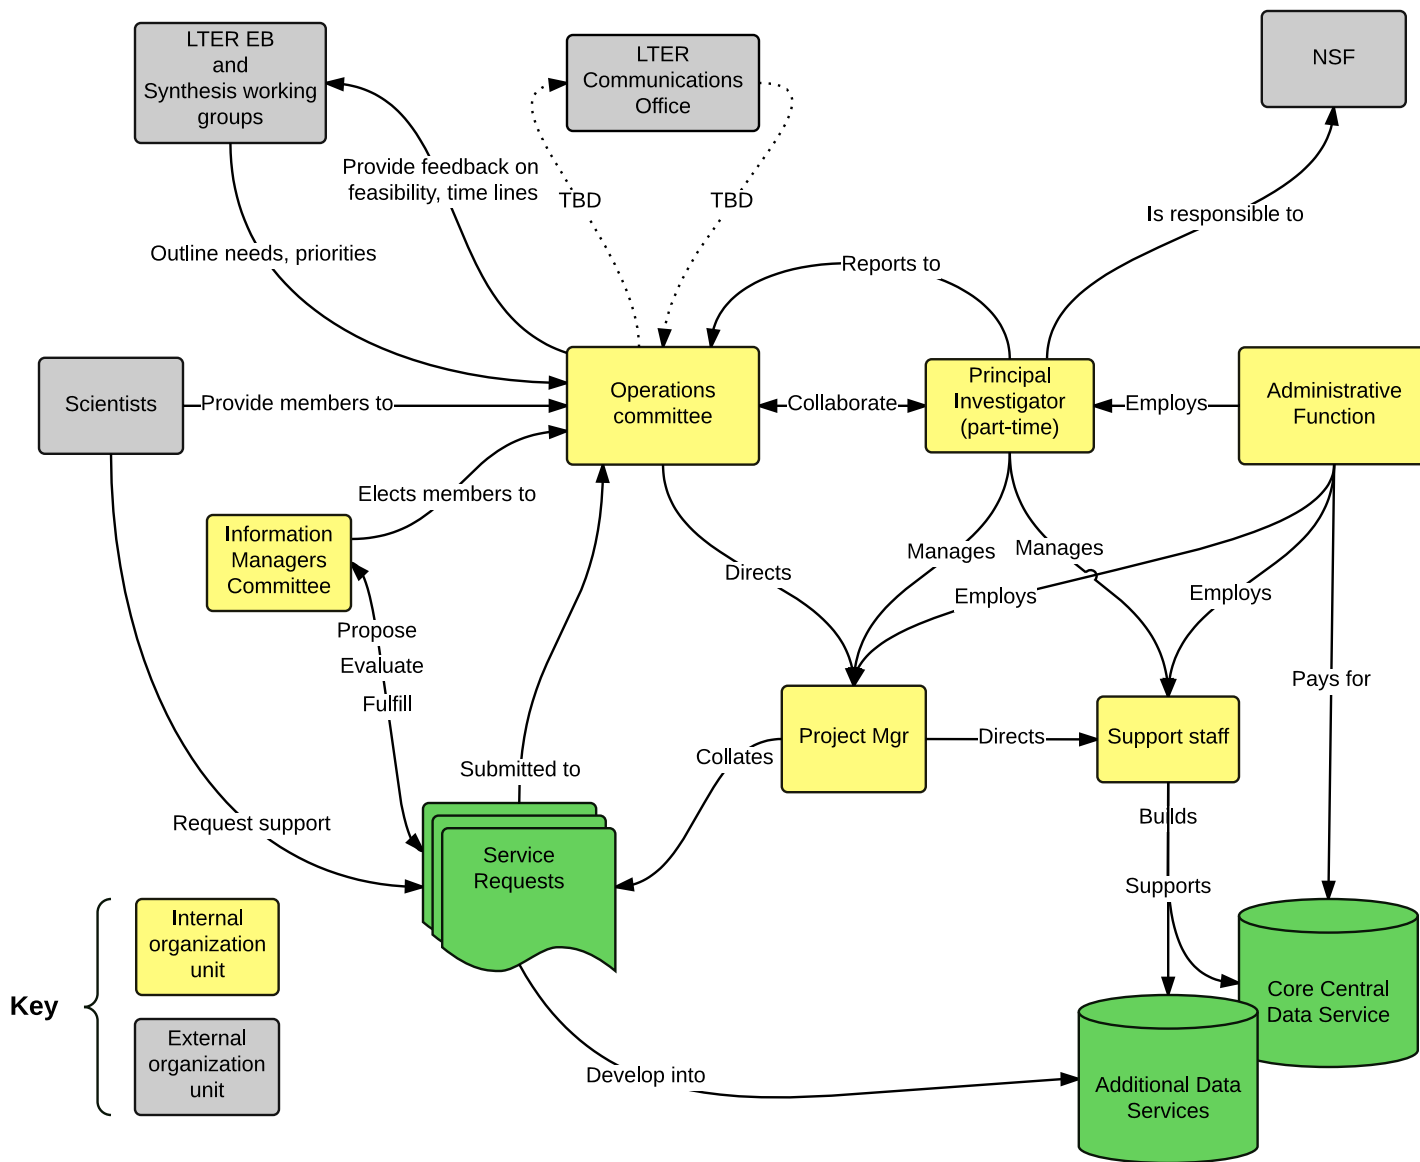 LTER EB
and
Synthesis working
groups
LTER
Communications
Office
NSF
Provide feedback on
feasibility, time lines
TBD
TBD
Is responsible to
Outline needs, priorities
Reports to
Scientists
Provide members to
Operations
committee
Collaborate
Principal
Investigator
(part-time)
Employs
Administrative
Function
Elects members to
Information
Managers
Committee
Directs
Manages
Manages
Employs
Employs
Propose
Evaluate
Fulfill
Pays for
Submitted to
Collates
Project Mgr
Directs
Support staff
Request support
Builds
Service
Requests
Supports
Key
Internal
organization
unit
External
organization
unit
Core Central
Data Service
Develop into
Additional Data
Services